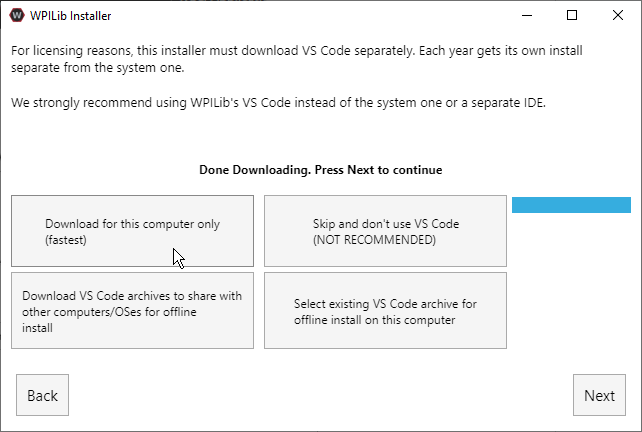 WPILib Installer
For licensing reasons, this installer must download VS Code separately. Each year gets its own install
separate from the system one.
We strongly recommend using WPILib's VS Code instead of the system one or a separate IDE.
Done Downloading. Press Next to continue
Download for this computer only
(fastest)
Skip and don't use VS Code
(NOT RECOMMENDED)
Download VS Code archives to share with
other computers/OSes for offline
install
Select existing VS Code archive for
offline install on this computer
Back
Next